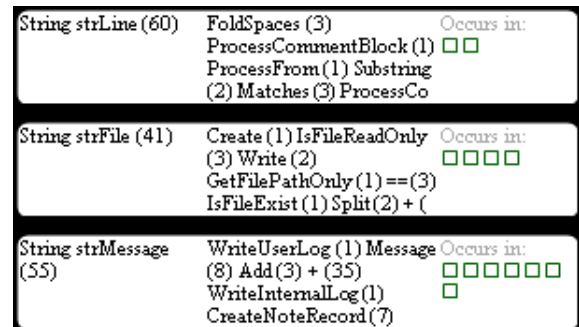 String strLine (60) FoldSpaces (3) Occurs in:
ProcessCommentBlock (1)
ProcessFrom (1) Substring
(2) Matches (3) ProcessCo
String strFile (41) Create (1) IsFileReadOnly Occurs in:
(3) Write (2)
GetFilePathOnly (1) == (3)
IsFileExist (1) Split (2) + (
String strMessage WriteUserLog (1) Message Occurs in:
(55) (8) Add (3) + (35)
WriteInternalLog (1)
CreateNoteRecord (7)